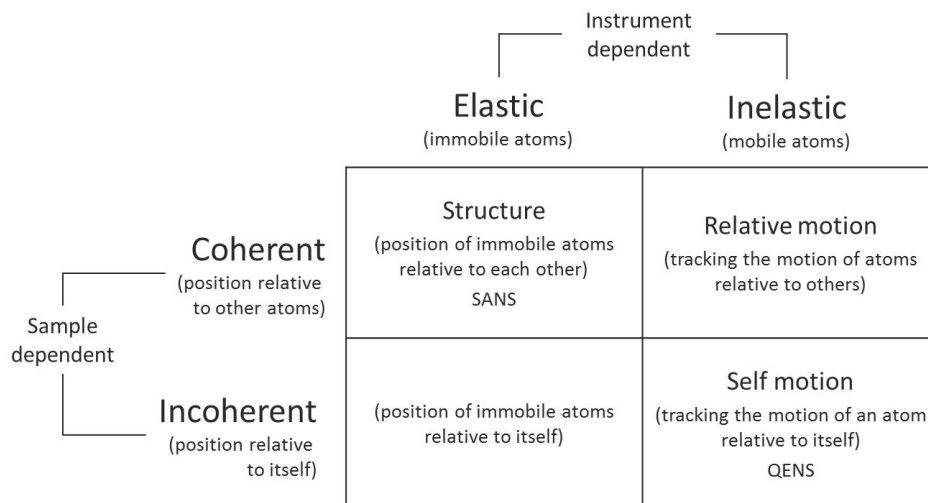 Instrument
dependent
Elastic
(immobile atoms)
Inelastic
(mobile atoms)
Sample
dependent
Coherent
(position relative
to other atoms)
Structure
(position of immobile atoms
relative to each other)
SANS
Relative motion
(tracking the motion of atoms
relative to others)
Incoherent
(position relative
to itself)
(position of immobile atoms
relative to itself)
Self motion
(tracking the motion of an atom
relative to itself)
QENS